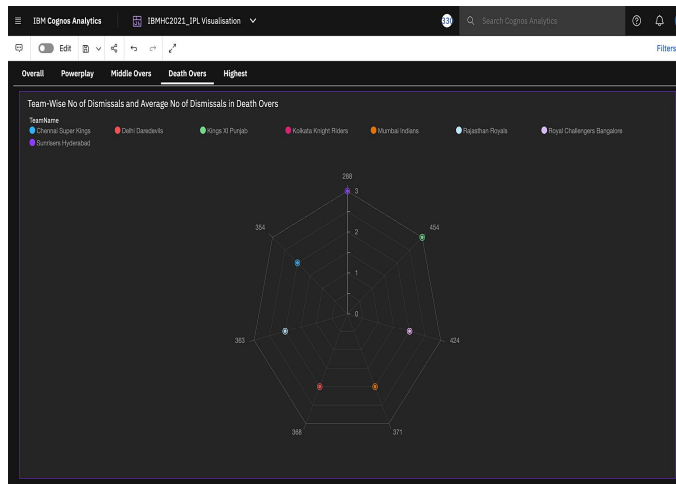 IBM Cognos Analytics
IBMHC2021_IPL Visualisation
Search Cognos Analytics
Edit
Filters
Overall Powerplay Middle Overs Death Overs Highest
Team-Wise No of Dismissals and Average No of Dismissals in Death Overs
TeamName
Chennai Super Kings Delhi Daredevils Kings XI Punjab Kolkata Knight Riders Mumbai Indians Rajasthan Royals Royal Challengers Bangalore
Sunrisers Hyderabad
288
3
354
454
2
1
0
363
424
368
371